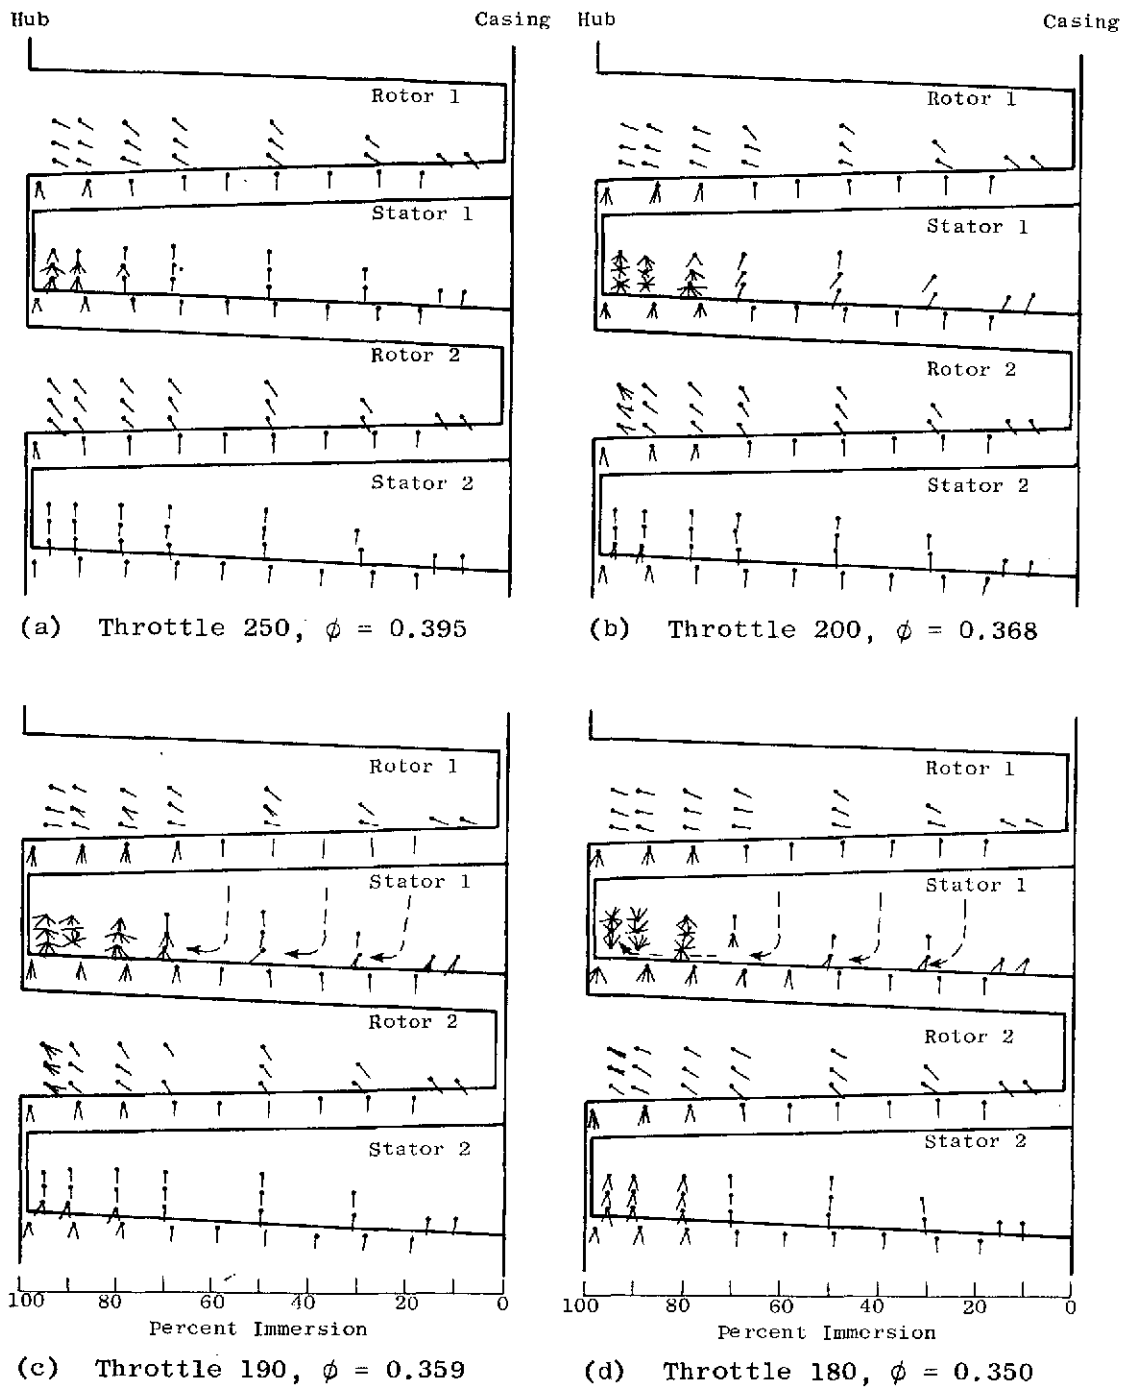 Hub Casing Hub Casing
Rotor 1
Stator 1
Rotor 2
Stator 2
Rotor 1
Stator 1
Rotor 2
Stator 2
(a) Throttle 250, ϕ = 0.395
(b) Throttle 200, ϕ = 0.368
Rotor 1
Stator 1
Rotor 2
Stator 2
100 80 60 40 20 0
Percent Immersion
Rotor 1
Stator 1
Rotor 2
Stator 2
100 80 60 40 20 0
Percent Immersion
(c) Throttle 190, ϕ = 0.359
(d) Throttle 180, ϕ = 0.350